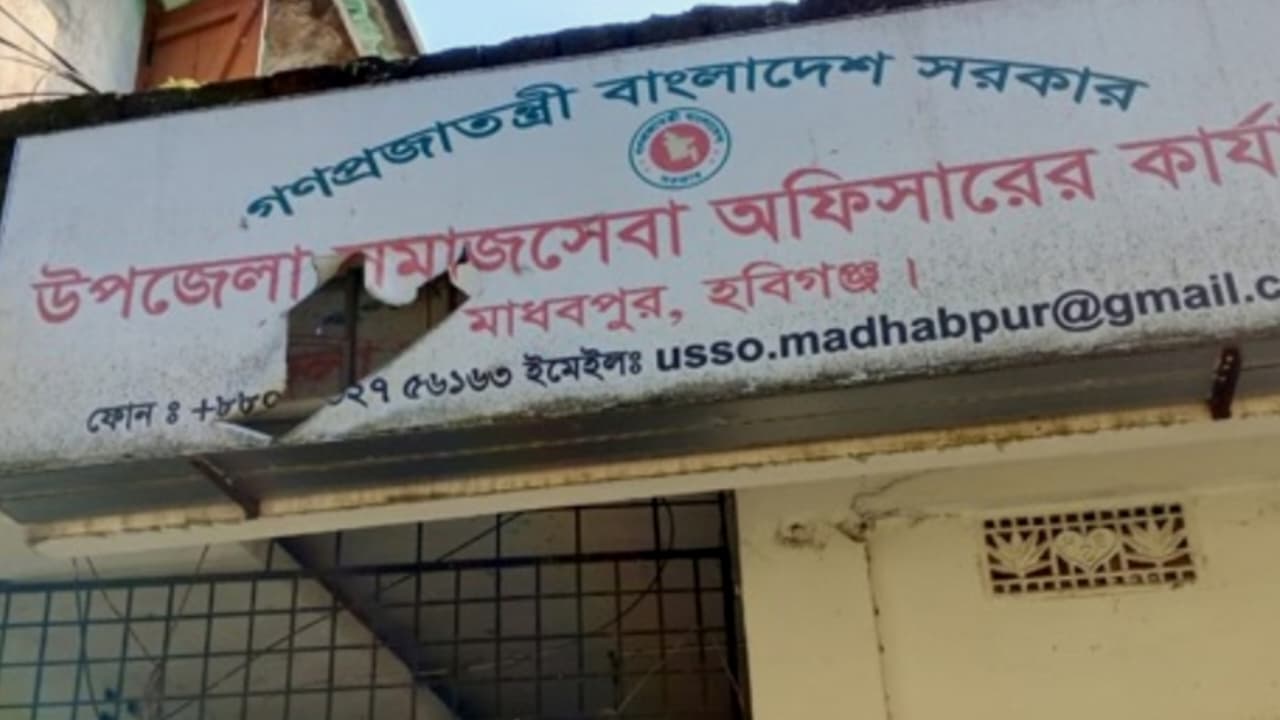 গণপ্রজাতন্ত্রী বাংলাদেশ সরকার
উপজেলা সমাজসেবা অফিসারের কার্য
মাধবপুর, হবিগঞ্জ ।
ফোন ঃ +৮৮০ ২৭ ৫৬১৬৩ ইমেইলঃ usso.madhabpur@gmail.c